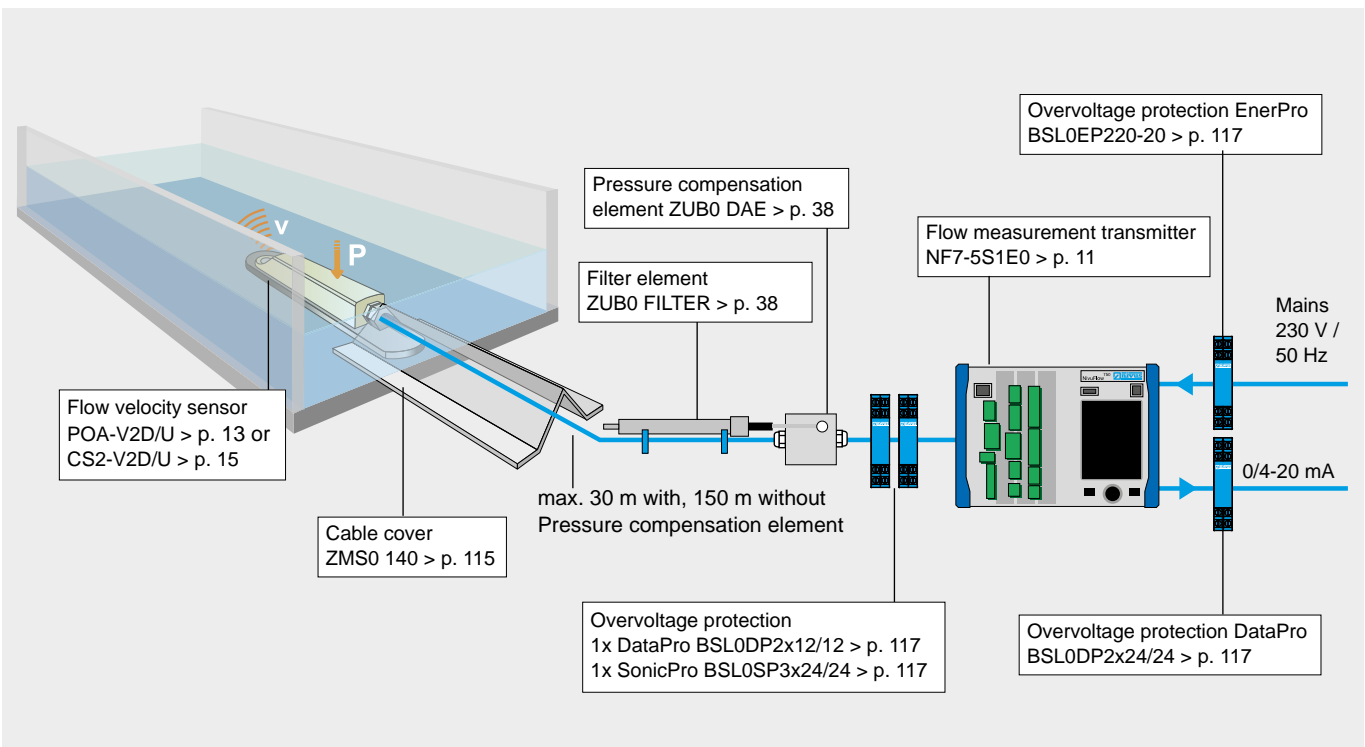 Overvoltage protection EnerPro
BSL0EP220-20 > p. 117
Pressure compensation
element ZUB0 DAE > p. 38
Flow measurement transmitter
NF7-5S1E0 > p. 11
v
P
Filter element
ZUB0 FILTER > p. 38
Mains
230 V /
50 Hz
NivuFlow 
Flow velocity sensor
POA-V2D/U > p. 13 or
CS2-V2D/U > p. 15
0/4-20 mA
max. 30 m with, 150 m without
Pressure compensation element
Cable cover
ZMS0 140 > p. 115
Overvoltage protection
1x DataPro BSL0DP2x12/12 > p. 117
1x SonicPro BSL0SP3x24/24 > p. 117
Overvoltage protection DataPro
BSL0DP2x24/24 > p. 117